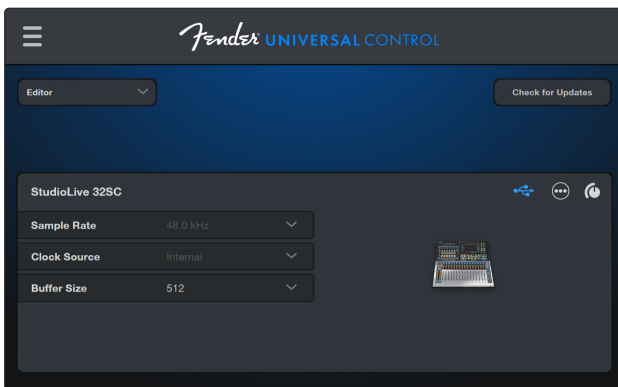 Fender UNIVERSAL CONTROL
Editor
Check for Updates
StudioLive 32SC
Sample Rate 48.0 kHz
Clock Source Internal
Buffer Size 512